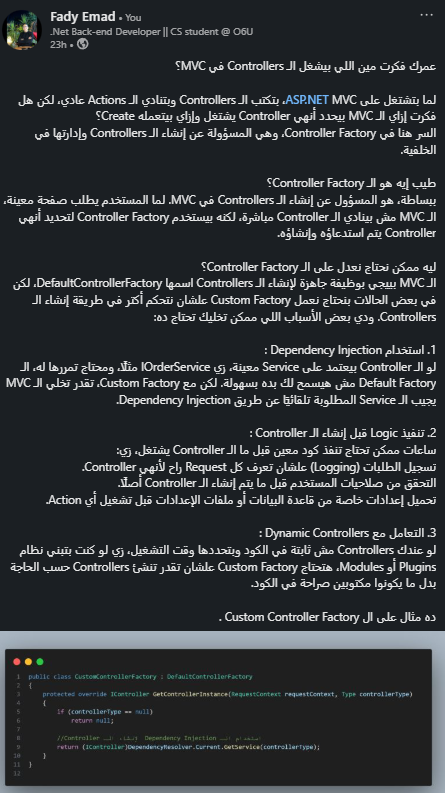 Fady Emad • You
.Net Back-end Developer || CS student @ O6U
23h •
عمرك فكرت مين اللي بيشغل الـ Controllers في MVC؟
لما بتشتغل على ASP.NET MVC، بتكتب الـ Controllers وبتنادي الـ Actions عادي، لكن هل
فكرت إزاي الـ MVC بيحدد أنهي Controller يشتغل وإزاي بيتعمله Create؟
السر هنا في Controller Factory، وهي المسؤولة عن إنشاء الـ Controllers وإدارتها في
الخلفية.
طيب إيه هو الـ Controller Factory؟
ببساطة، هو المسؤول عن إنشاء الـ Controllers في MVC. لما المستخدم يطلب صفحة معينة،
الـ MVC مش بينادي الـ Controller مباشرة، لكنه بيستخدم Controller Factory لتحديد أنهي
Controller يتم استدعاؤه وإنشاؤه.
ليه ممكن نحتاج نعدل على الـ Controller Factory؟
الـ MVC بييجي بوظيفة جاهزة لإنشاء الـ Controllers اسمها DefaultControllerFactory، لكن
في بعض الحالات بنحتاج نعمل Custom Factory علشان نتحكم أكتر في طريقة إنشاء الـ
Controllers. ودي بعض الأسباب اللي ممكن تخليك تحتاج ده:
1. استخدام Dependency Injection :
لو الـ Controller بيعتمد على Service معينة، زي IOrderService مثلًا، ومحتاج تمررها له، الـ
Default Factory مش هيسمح لك بده بسهولة. لكن مع Custom Factory، تقدر تخلي الـ MVC
يجيب الـ Service المطلوبة تلقائيًا عن طريق Dependency Injection.
2. تنفيذ Logic قبل إنشاء الـ Controller :
ساعات ممكن تحتاج تنفذ كود معين قبل ما الـ Controller يشتغل، زي:
تسجيل الطلبات (Logging) علشان تعرف كل Request راح لأنهي Controller.
التحقق من صلاحيات المستخدم قبل ما يتم إنشاء الـ Controller أصلًا.
تحميل إعدادات خاصة من قاعدة البيانات أو ملفات الإعدادات قبل تشغيل أي Action.
3. التعامل مع Dynamic Controllers :
لو عندك Controllers مش ثابتة في الكود وبتحددها وقت التشغيل، زي لو كنت بتبني نظام
Plugins أو Modules، هتحتاج Custom Factory علشان تقدر تنشئ Controllers حسب الحاجة
بدل ما يكونوا مكتوبين صراحة في الكود.
ده مثال على ال Custom Controller Factory .
1 public class CustomControllerFactory : DefaultControllerFactory
2 {
3 protected override IController GetControllerInstance(RequestContext requestContext, Type controllerType)
4 {
5 if (controllerType == null)
6 return null;
7
8 //Controller إنشاء الـ Dependency Injection استخدام الـ
9 return (IController)DependencyResolver.Current.GetService(controllerType);
10 }
11 }
12